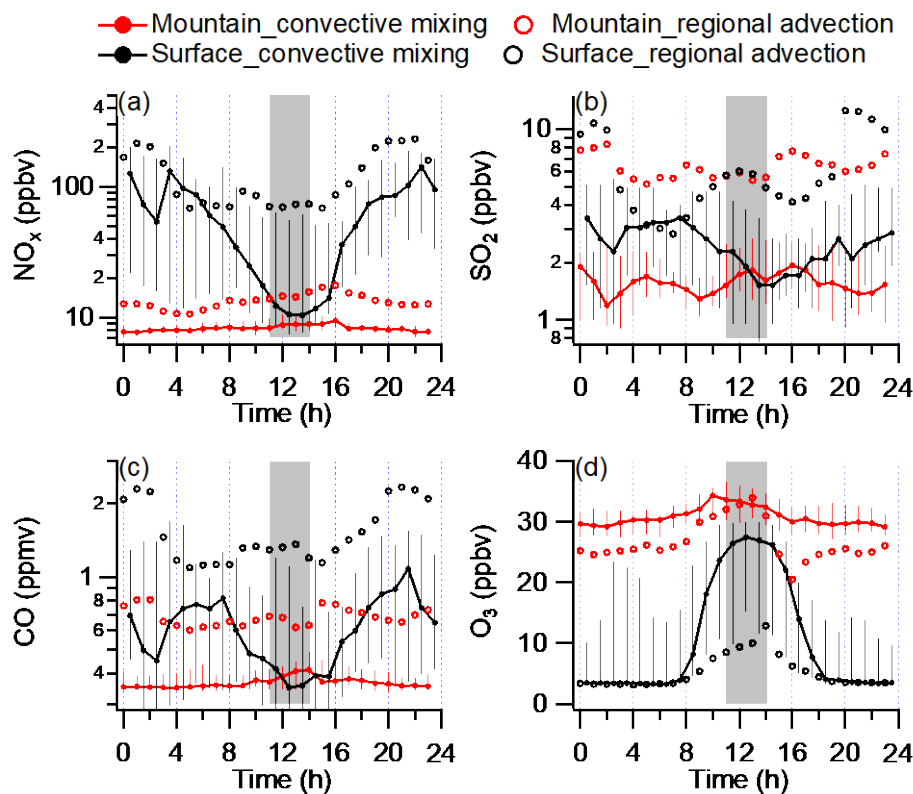 Mountain_convective mixing Mountain_regional advection
Surface_convective mixing Surface_regional advection
(a) (b)
NOx (ppbv)
4
2
100
4
2
10
0 4 8 12 16 20 24
Time (h)
SO2 (ppbv)
10
8
6
4
2
1
8
0 4 8 12 16 20 24
Time (h)
(c) (d)
CO (ppmv)
2
1
8
6
4
0 4 8 12 16 20 24
Time (h)
O3 (ppbv)
40
30
20
10
0
0 4 8 12 16 20 24
Time (h)